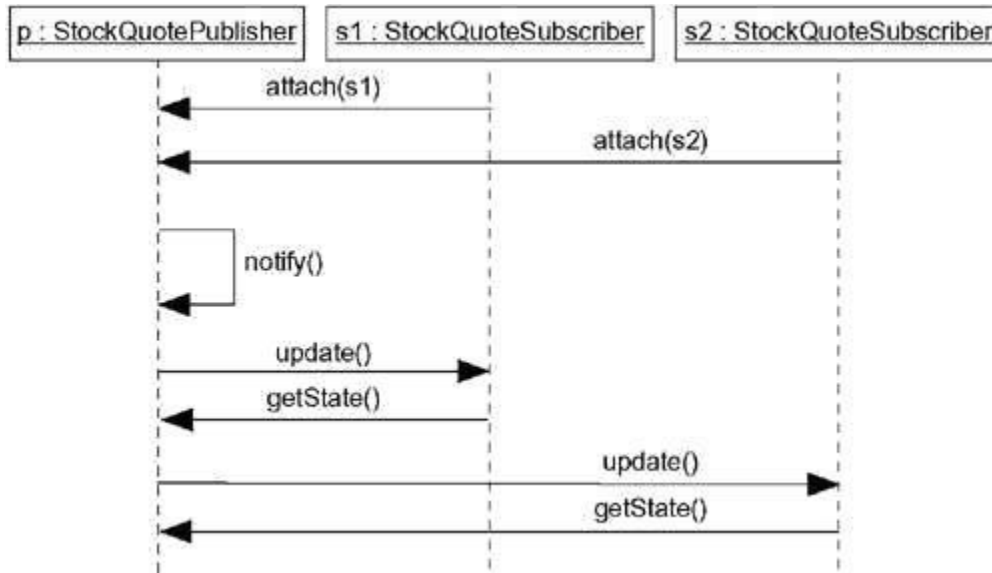 p : StockQuotePublisher
s1 : StockQuoteSubscriber
s2 : StockQuoteSubscriber
attach(s1)
attach(s2)
notify()
update()
getState()
update()
getState()